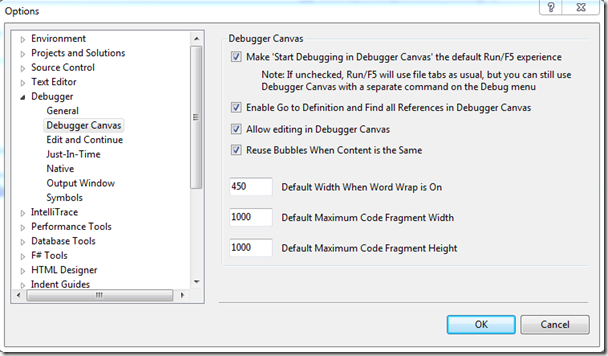 Options
Environment
Projects and Solutions
Source Control
Text Editor
Debugger
General
Debugger Canvas
Edit and Continue
Just-In-Time
Native
Output Window
Symbols
IntelliTrace
Performance Tools
Database Tools
F# Tools
HTML Designer
Indent Guides
Debugger Canvas
Make 'Start Debugging in Debugger Canvas' the default Run/F5 experience
Note: If unchecked, Run/F5 will use file tabs as usual, but you can still use
Debugger Canvas with a separate command on the Debug menu
Enable Go to Definition and Find all References in Debugger Canvas
Allow editing in Debugger Canvas
Reuse Bubbles When Content is the Same
450 Default Width When Word Wrap is On
1000 Default Maximum Code Fragment Width
1000 Default Maximum Code Fragment Height
OK Cancel